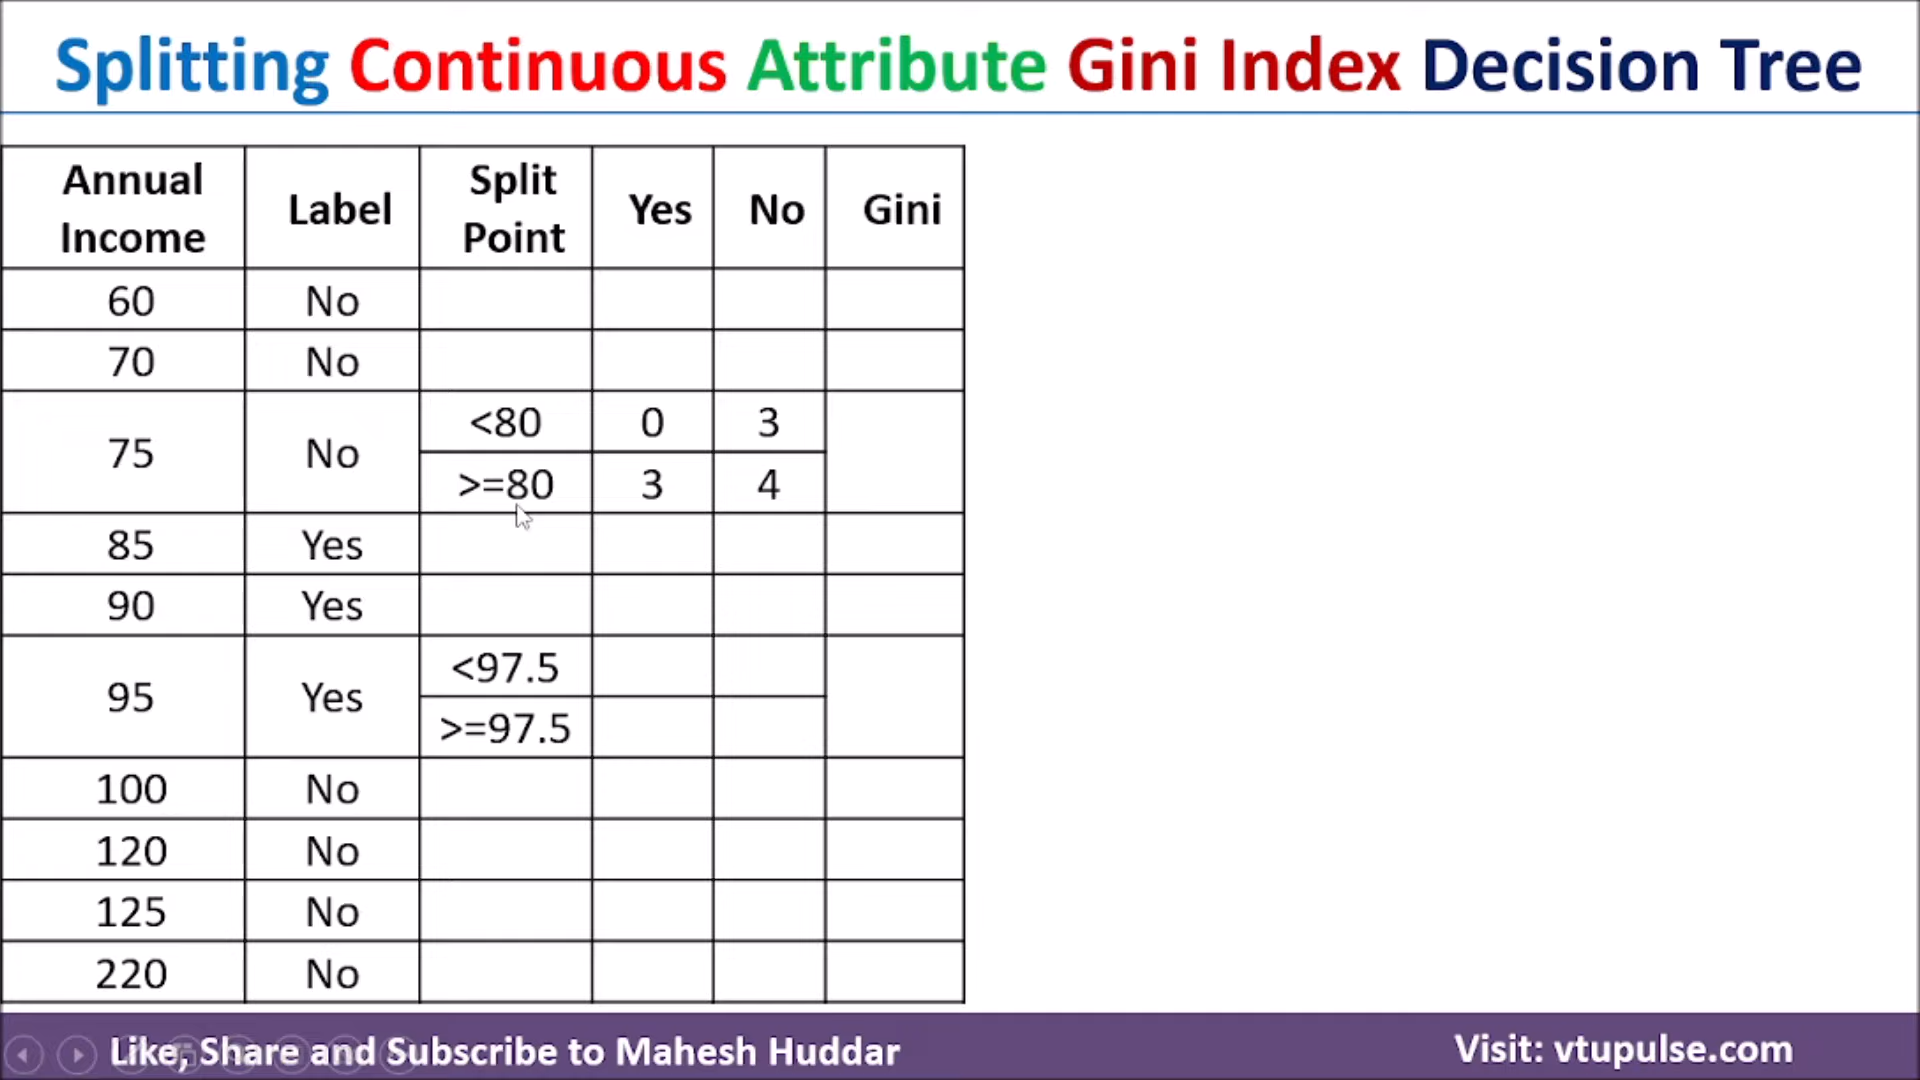 Splitting Continuous Attribute Gini Index Decision Tree
Annual Income Label Split Point Yes No Gini
60 No
70 No
75 No <80 0 3
>=80 3 4
85 Yes
90 Yes
95 Yes <97.5
>=97.5
100 No
120 No
125 No
220 No
Like, Share and Subscribe to Mahesh Huddar Visit: vtupulse.com